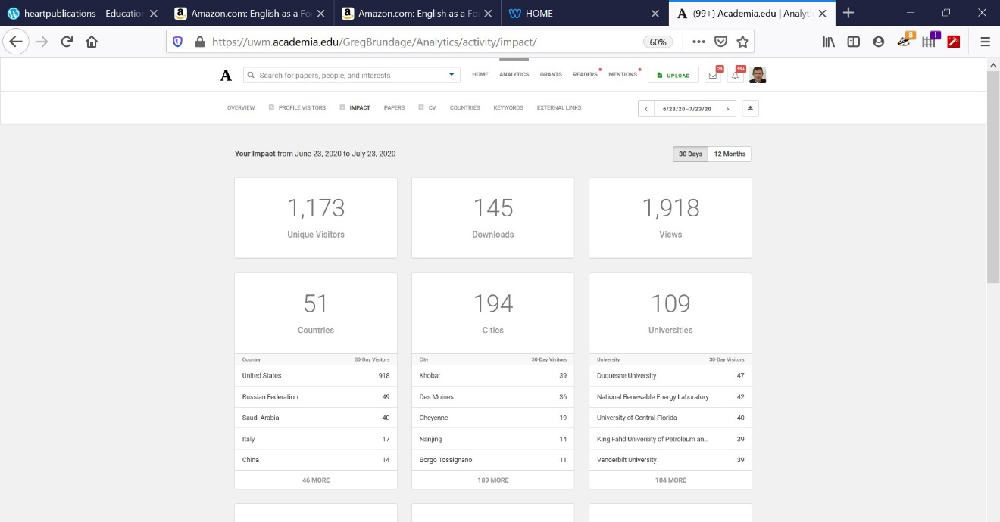 heartpublications – Education
Amazon.com: English as a Fo
Amazon.com: English as a Fo
HOME
(99+) Academia.edu | Analytic
https://uwm.academia.edu/GregBrundage/Analytics/activity/impact/
60%
8
!
A
Search for papers, people, and interests
HOME
ANALYTICS
GRANTS
READERS
MENTIONS
UPLOAD
99+
OVERVIEW
PROFILE VISITORS
IMPACT
PAPERS
CV
COUNTRIES
KEYWORDS
EXTERNAL LINKS
6/23/20–7/23/20
Your Impact from June 23, 2020 to July 23, 2020
30 Days
12 Months
1,173
Unique Visitors
145
Downloads
1,918
Views
51
Countries
Country 30-Day Visitors
United States 918
Russian Federation 49
Saudi Arabia 40
Italy 17
China 14
46 MORE
194
Cities
City 30-Day Visitors
Khobar 39
Des Moines 36
Cheyenne 19
Nanjing 14
Borgo Tossignano 11
189 MORE
109
Universities
University 30-Day Visitors
Duquesne University 47
National Renewable Energy Laboratory 42
University of Central Florida 40
King Fahd University of Petroleum an... 39
Vanderbilt University 39
104 MORE